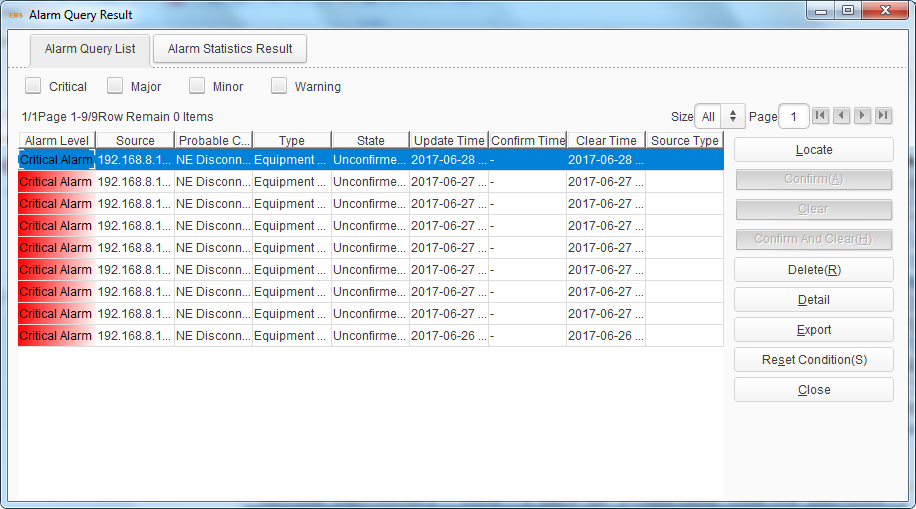 EMS Alarm Query Result
Alarm Query List Alarm Statistics Result
Critical Major Minor Warning
1/1Page 1-9/9Row Remain 0 Items Size All Page 1
Alarm Level Source Probable C... Type State Update Time Confirm Time Clear Time Source Type
Critical Alarm 192.168.8.1... NE Disconn... Equipment ... Unconfirme... 2017-06-28 ... - 2017-06-28 ...
Critical Alarm 192.168.8.1... NE Disconn... Equipment ... Unconfirme... 2017-06-27 ... - 2017-06-27 ...
Critical Alarm 192.168.8.1... NE Disconn... Equipment ... Unconfirme... 2017-06-27 ... - 2017-06-27 ...
Critical Alarm 192.168.8.1... NE Disconn... Equipment ... Unconfirme... 2017-06-27 ... - 2017-06-27 ...
Critical Alarm 192.168.8.1... NE Disconn... Equipment ... Unconfirme... 2017-06-27 ... - 2017-06-27 ...
Critical Alarm 192.168.8.1... NE Disconn... Equipment ... Unconfirme... 2017-06-27 ... - 2017-06-27 ...
Critical Alarm 192.168.8.1... NE Disconn... Equipment ... Unconfirme... 2017-06-27 ... - 2017-06-27 ...
Critical Alarm 192.168.8.1... NE Disconn... Equipment ... Unconfirme... 2017-06-27 ... - 2017-06-27 ...
Critical Alarm 192.168.8.1... NE Disconn... Equipment ... Unconfirme... 2017-06-26 ... - 2017-06-26 ...
Locate
Confirm(A)
Clear
Confirm And Clear(H)
Delete(R)
Detail
Export
Reset Condition(S)
Close